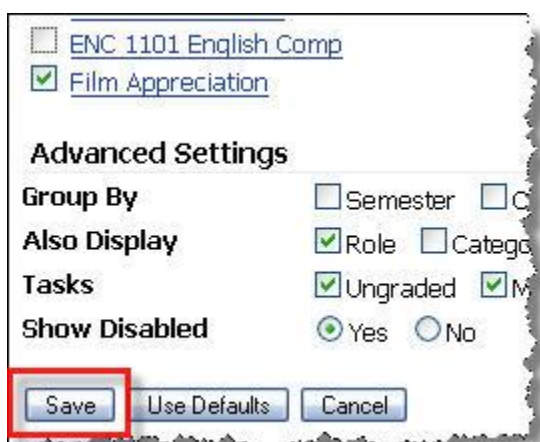 ENC 1101 English Comp
Film Appreciation
Advanced Settings
Group By Semester
Also Display Role
Tasks Ungraded
Show Disabled Yes No
Save Use Defaults Cancel